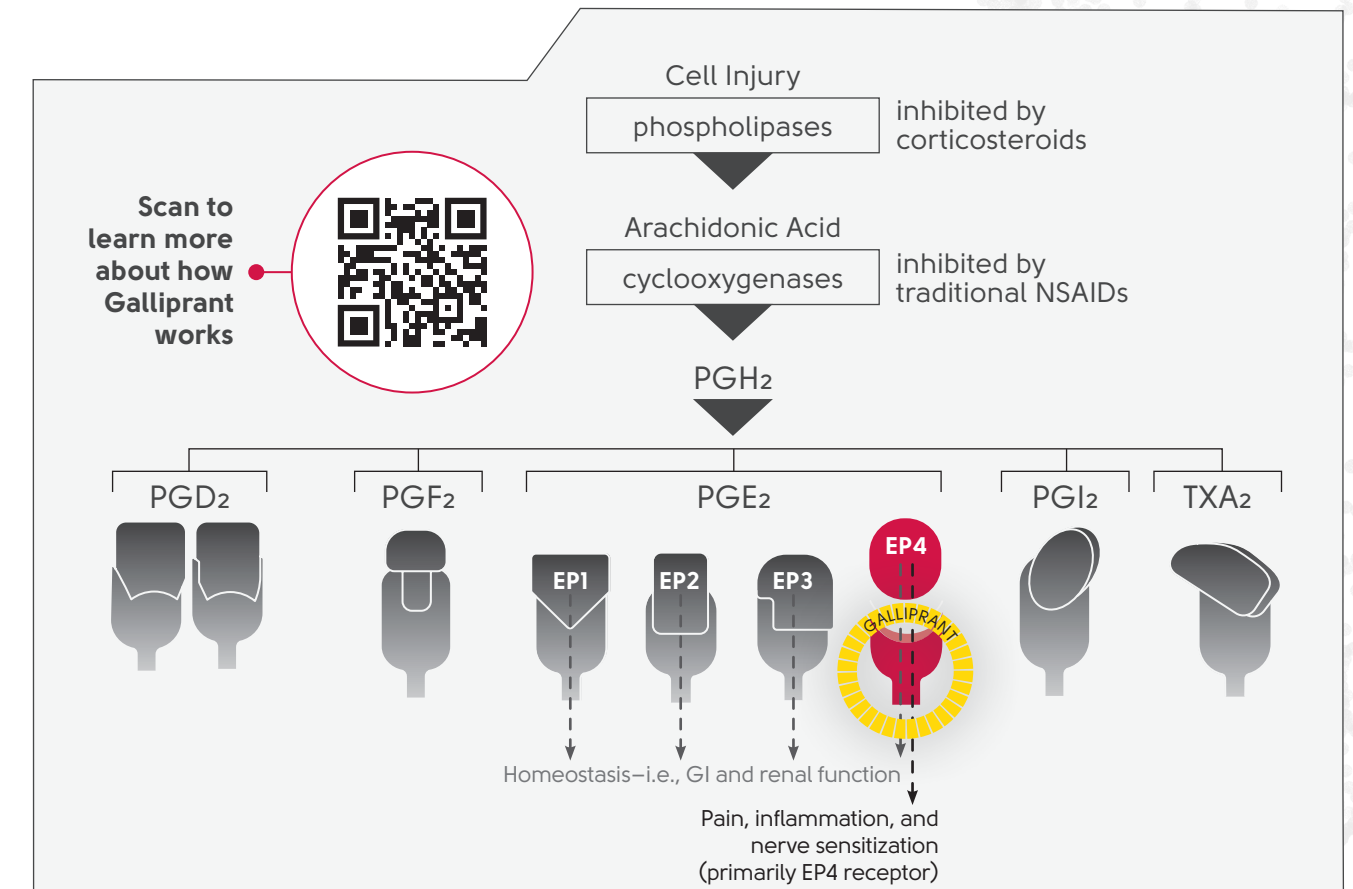 Cell Injury
phospholipases
inhibited by
corticosteroids
Scan to
learn more
about how
Galliprant
works
Arachidonic Acid
cyclooxygenases
inhibited by
traditional NSAIDs
PGH2
PGD2
PGF2
PGE2
PGI2
TXA2
EP1
EP2
EP3
EP4
GALLIPRANT
Homeostasis–i.e., GI and renal function
Pain, inflammation, and
nerve sensitization
(primarily EP4 receptor)